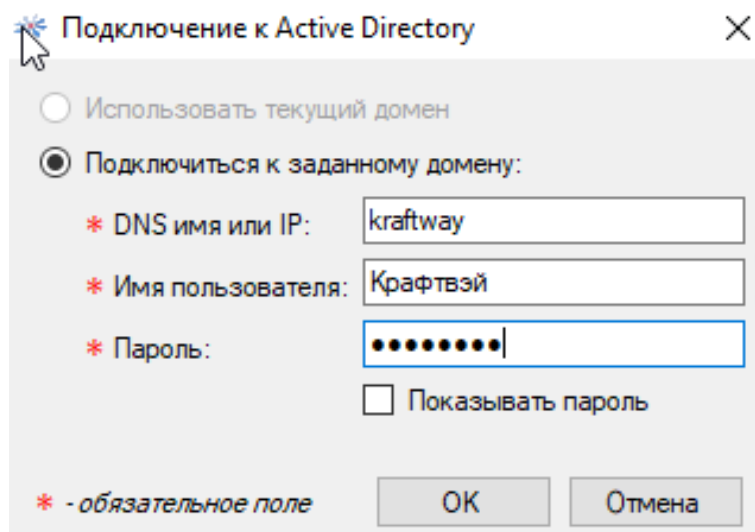 Подключение к Active Directory
Использовать текущий домен
Подключиться к заданному домену:
* DNS имя или IP: kraftway
* Имя пользователя: Крафтвэй
* Пароль: ●●●●●●●●
Показывать пароль
* - обязательное поле OK Отмена